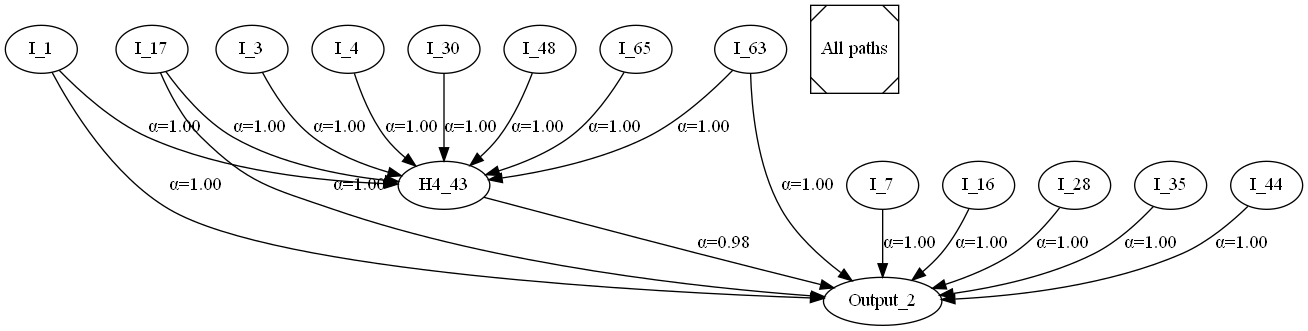 I_1
I_17
I_3
I_4
I_30
I_48
I_65
I_63
All paths
α=1.00
α=1.00
α=1.00
α=1.00
α=1.00
α=1.00
α=1.00
α=1.00
α=1.00
α=1.00
H4_43
α=1.00
I_7
I_16
I_28
I_35
I_44
α=0.98
α=1.00
α=1.00
α=1.00
α=1.00
α=1.00
Output_2